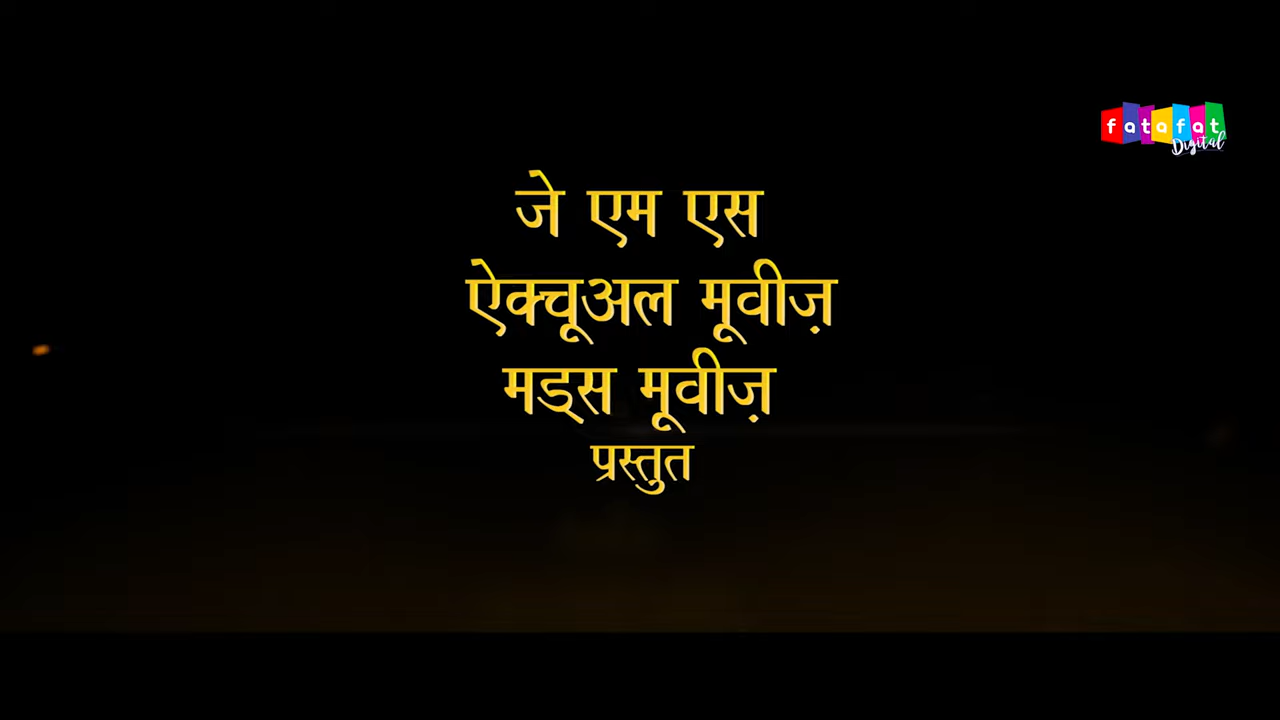 fatafat
Digital
जे एम एस
ऐक्चूअल मूवीज़
मड्स मूवीज़
प्रस्तुत